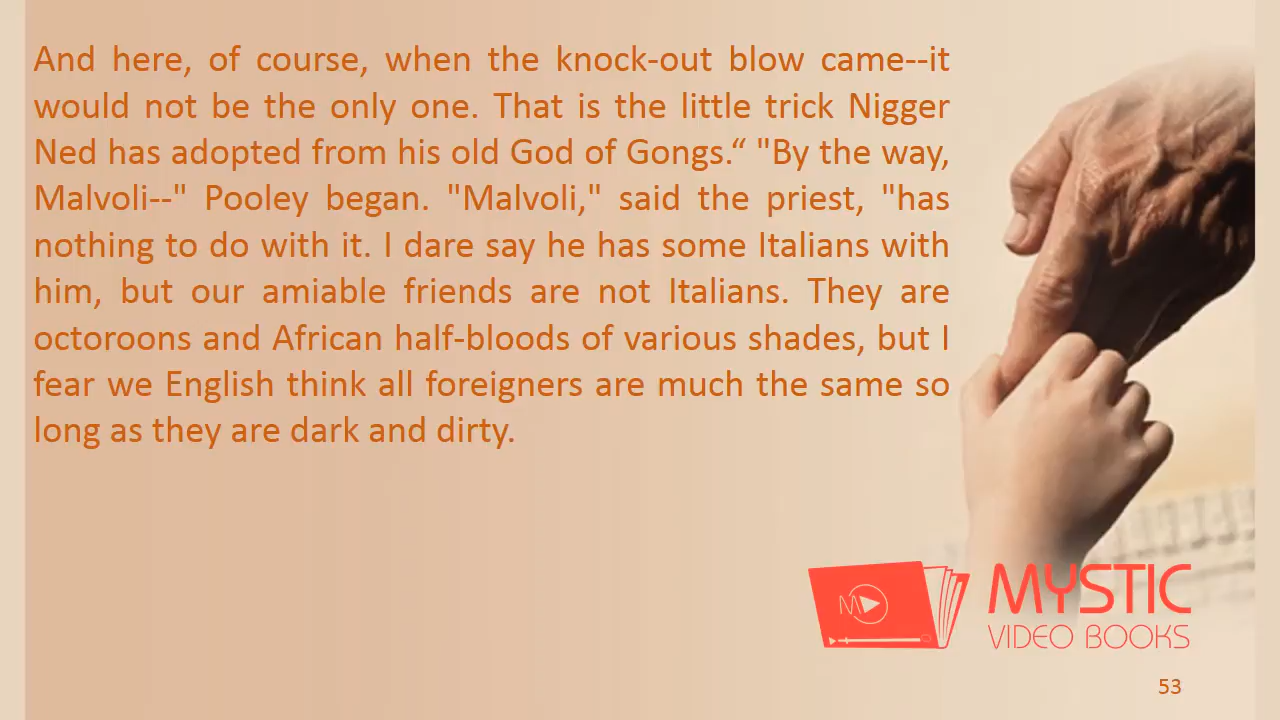 And here, of course, when the knock-out blow came--it
would not be the only one. That is the little trick Nigger
Ned has adopted from his old God of Gongs.“ "By the way,
Malvoli--" Pooley began. "Malvoli," said the priest, "has
nothing to do with it. I dare say he has some Italians with
him, but our amiable friends are not Italians. They are
octoroons and African half-bloods of various shades, but I
fear we English think all foreigners are much the same so
long as they are dark and dirty.
M
MYSTIC
VIDEO BOOKS
53